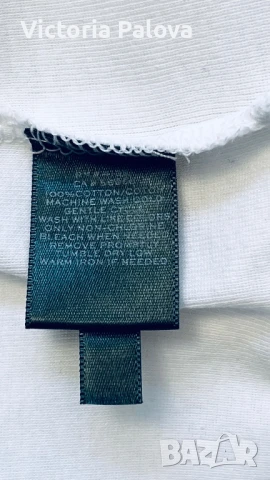 Victoria Palova
100% COTTON/COTON
MACHINE WASH COLD
GENTLE
WASH WITH LIKE COLORS
ONLY NON-CHLORINE
BLEACH WHEN NEEDED
REMOVE PROMPTLY
TUMBLE DRY LOW
WARM IRON IF NEEDED
BAZAR